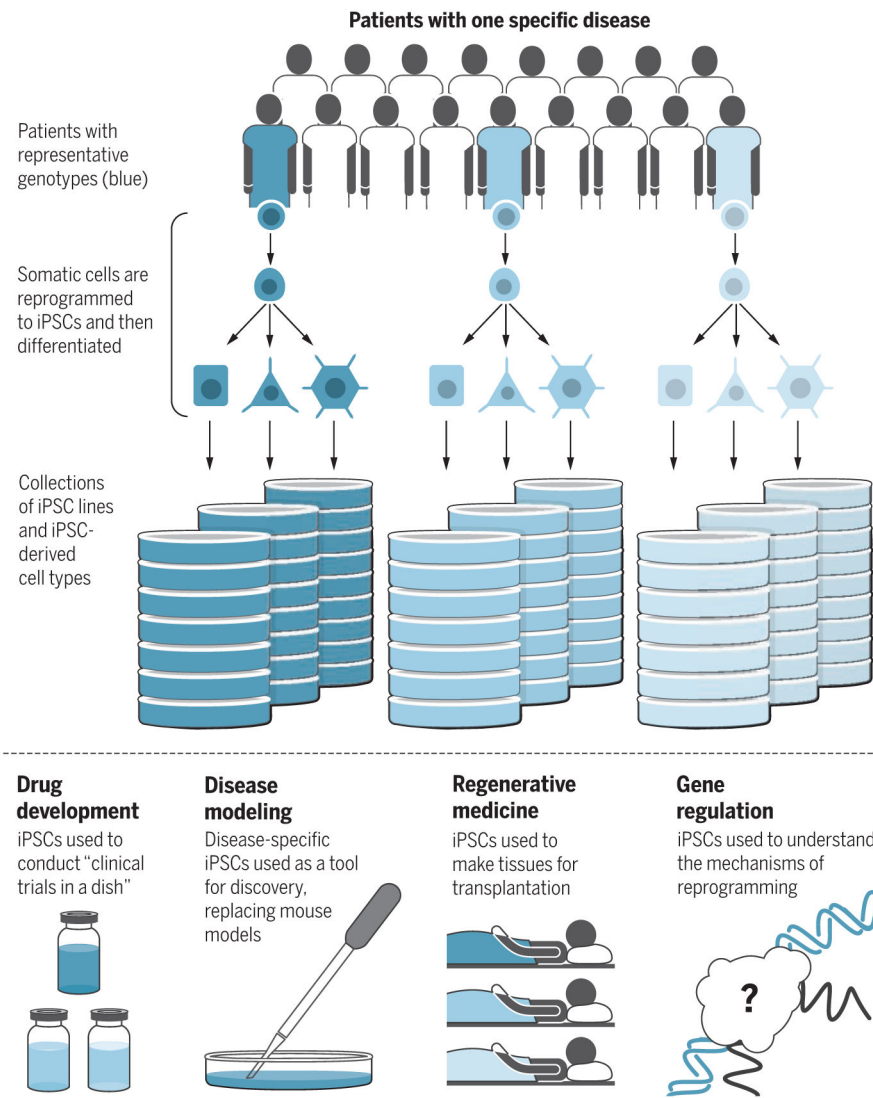 Patients with one specific disease
Patients with
representative
genotypes (blue)
Somatic cells are
reprogrammed
to iPSCs and then
differentiated
Collections
of iPSC lines
and iPSC-
derived
cell types
Drug
development
iPSCs used to
conduct “clinical
trials in a dish”
Disease
modeling
Disease-specific
iPSCs used as a tool
for discovery,
replacing mouse
models
Regenerative
medicine
iPSCs used to
make tissues for
transplantation
Gene
regulation
iPSCs used to understand
the mechanisms of
reprogramming
?